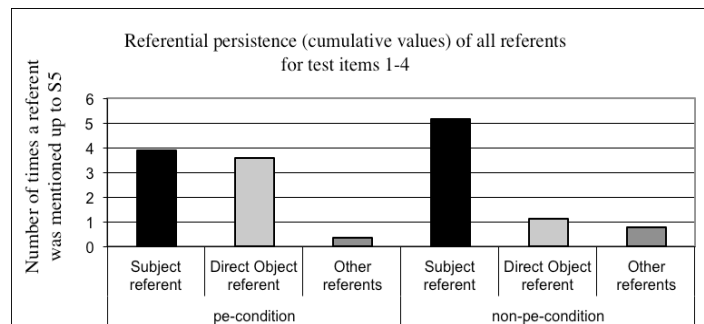 Referential persistence (cumulative values) of all referents
for test items 1-4
Number of times a referent
was mentioned up to S5
6
5
4
3
2
1
0
Subject referent
Direct Object referent
Other referents
Subject referent
Direct Object referent
Other referents
pe-condition
non-pe-condition